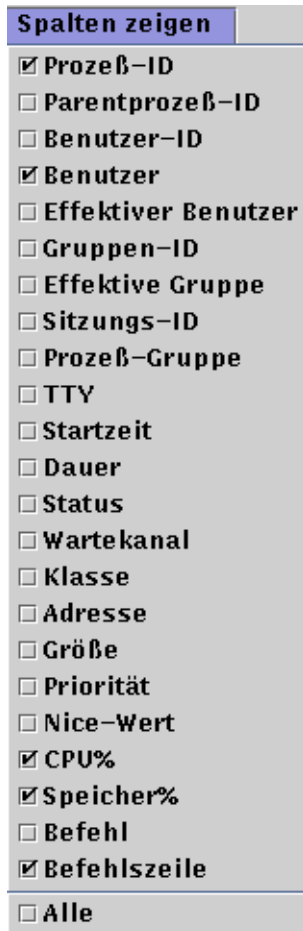 Spalten zeigen
Prozeß-ID
Parentprozeß-ID
Benutzer-ID
Benutzer
Effektiver Benutzer
Gruppen-ID
Effektive Gruppe
Sitzungs-ID
Prozeß-Gruppe
TTY
Startzeit
Dauer
Status
Wartekanal
Klasse
Adresse
Größe
Priorität
Nice-Wert
CPU%
Speicher%
Befehl
Befehlszeile
Alle